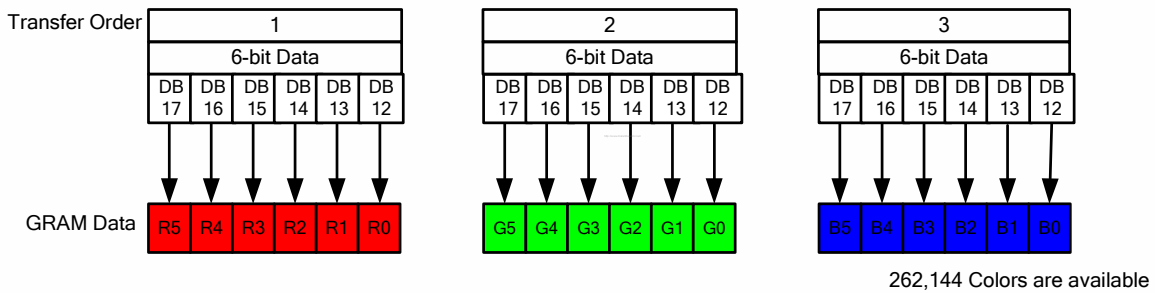 Transfer Order 1 2 3
6-bit Data 6-bit Data 6-bit Data
DB DB DB DB DB DB DB DB DB DB DB DB DB DB DB DB DB DB
17 16 15 14 13 12 17 16 15 14 13 12 17 16 15 14 13 12
GRAM Data R5 R4 R3 R2 R1 R0 G5 G4 G3 G2 G1 G0 B5 B4 B3 B2 B1 B0
262,144 Colors are available